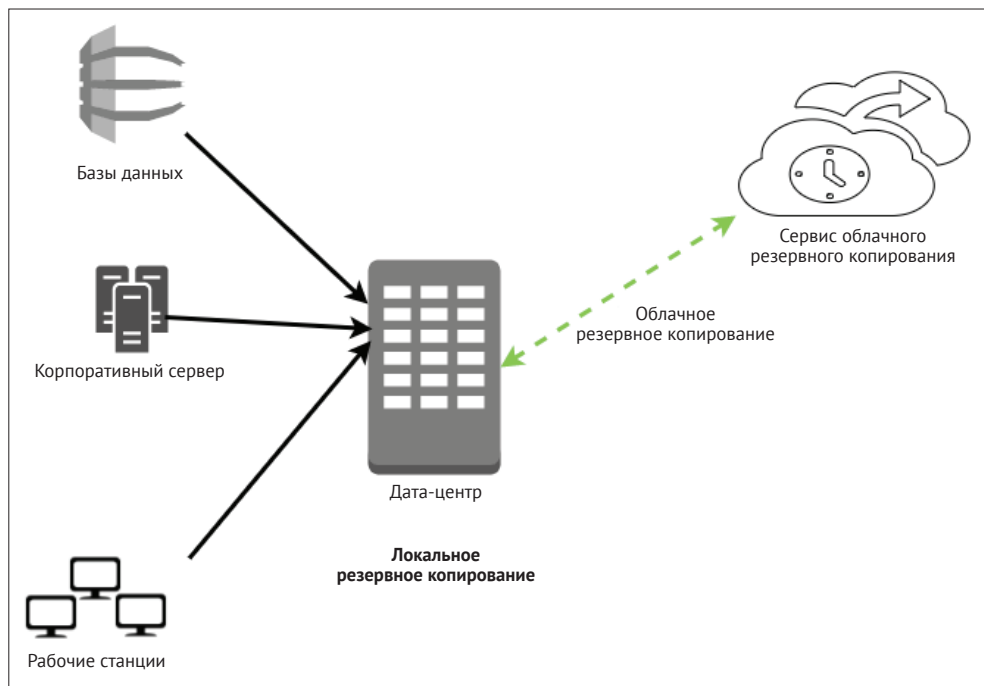 Базы данных
Сервис облачного
резервного копирования
Облачное
резервное копирование
Корпоративный сервер
Дата-центр
Локальное
резервное копирование
Рабочие станции